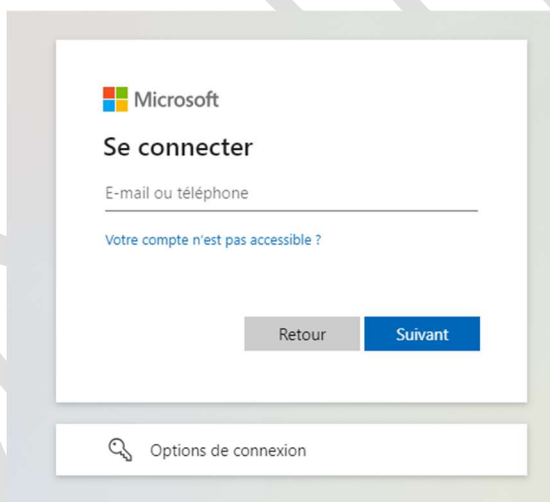 Microsoft
Se connecter
E-mail ou téléphone
Votre compte n'est pas accessible ?
Retour Suivant
Options de connexion